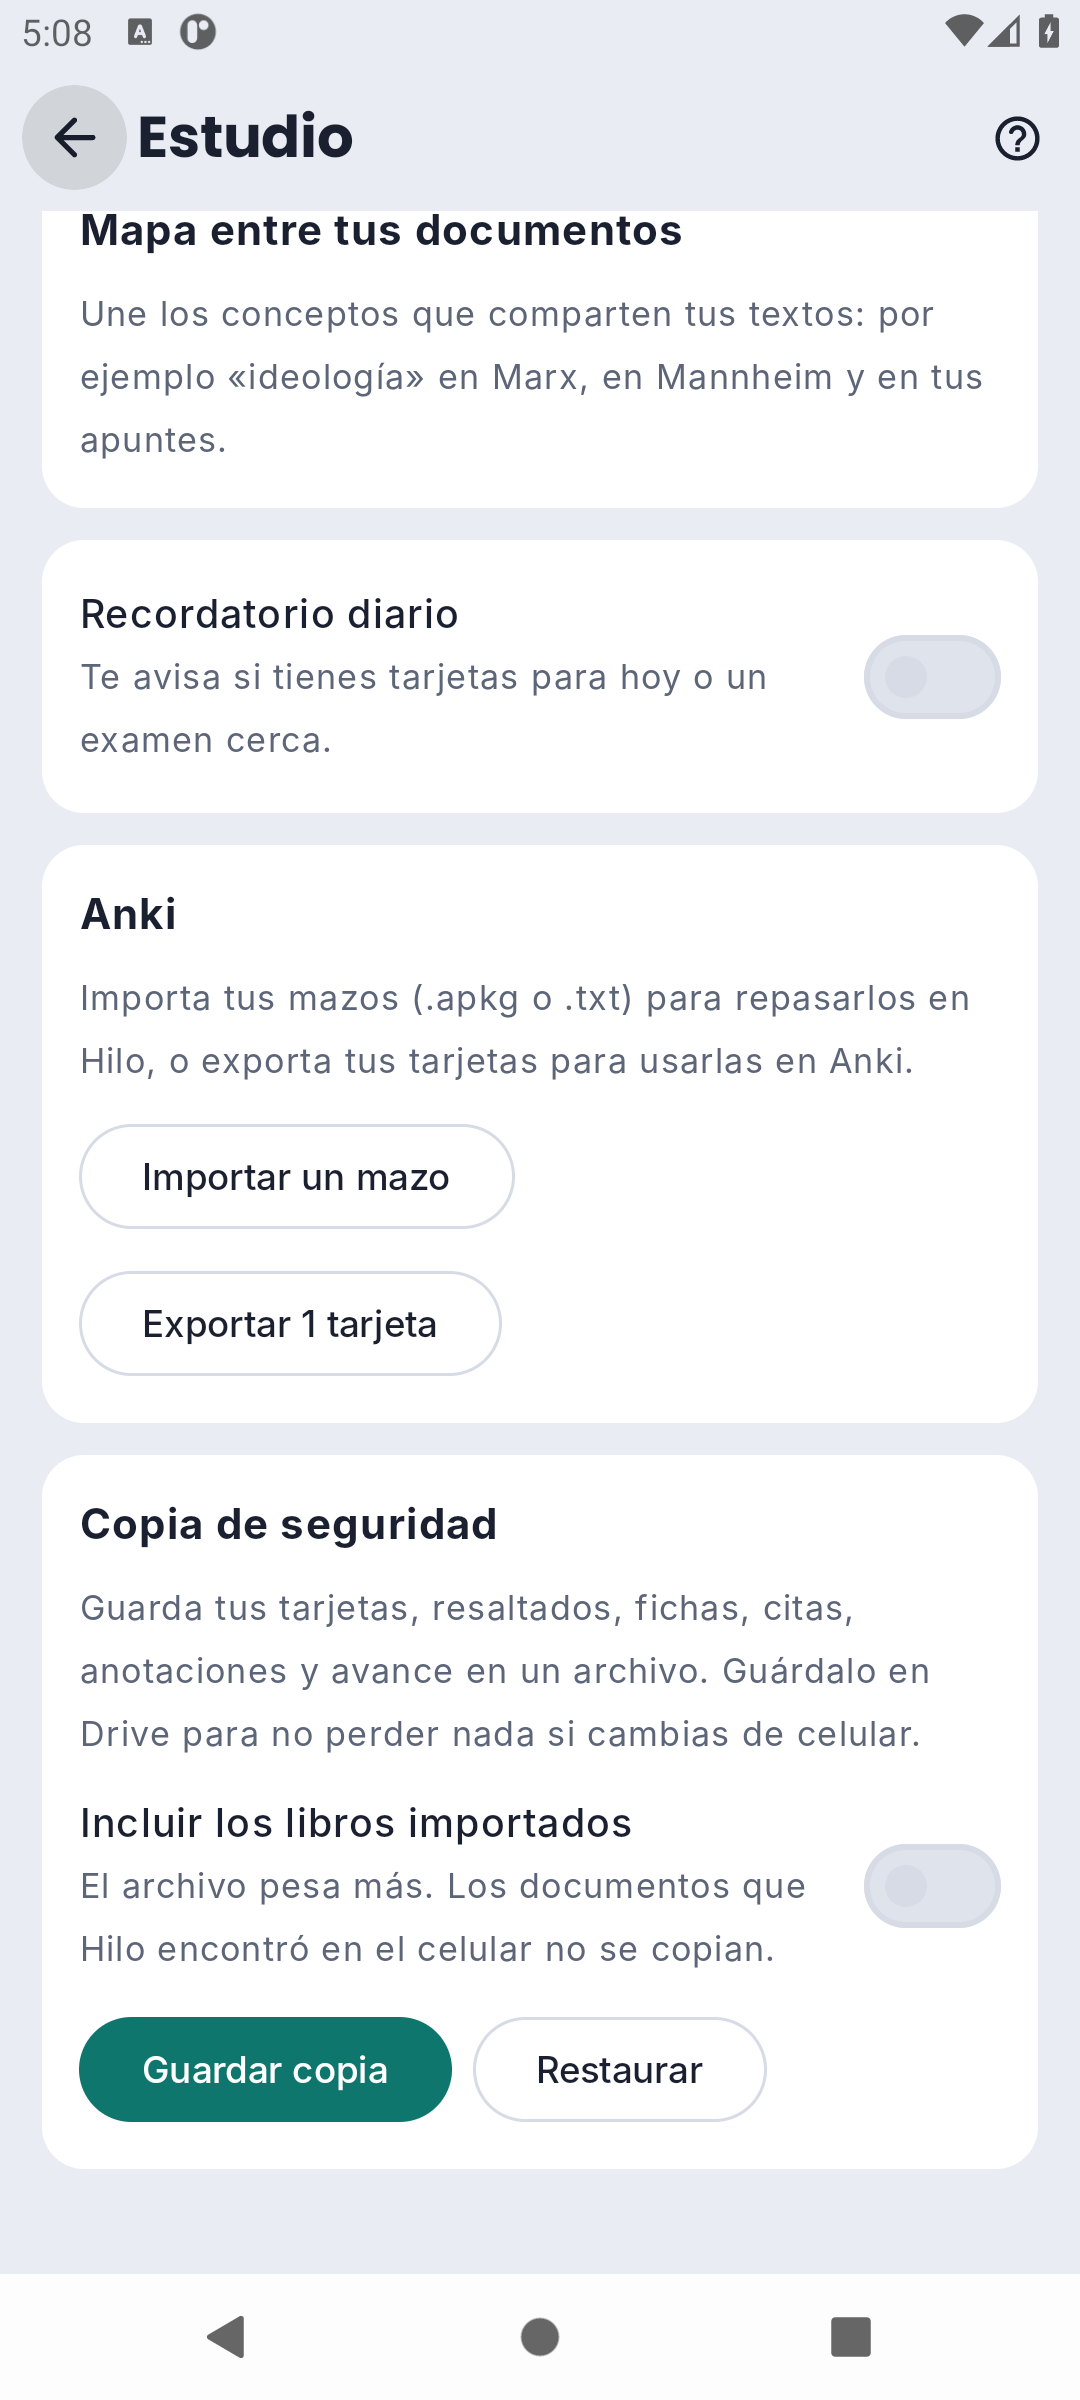 5:08
Estudio
Mapa entre tus documentos
Une los conceptos que comparten tus textos: por
ejemplo «ideología» en Marx, en Mannheim y en tus
apuntes.
Recordatorio diario
Te avisa si tienes tarjetas para hoy o un
examen cerca.
Anki
Importa tus mazos (.apkg o .txt) para repasarlos en
Hilo, o exporta tus tarjetas para usarlas en Anki.
Importar un mazo
Exportar 1 tarjeta
Copia de seguridad
Guarda tus tarjetas, resaltados, fichas, citas,
anotaciones y avance en un archivo. Guárdalo en
Drive para no perder nada si cambias de celular.
Incluir los libros importados
El archivo pesa más. Los documentos que
Hilo encontró en el celular no se copian.
Guardar copia
Restaurar